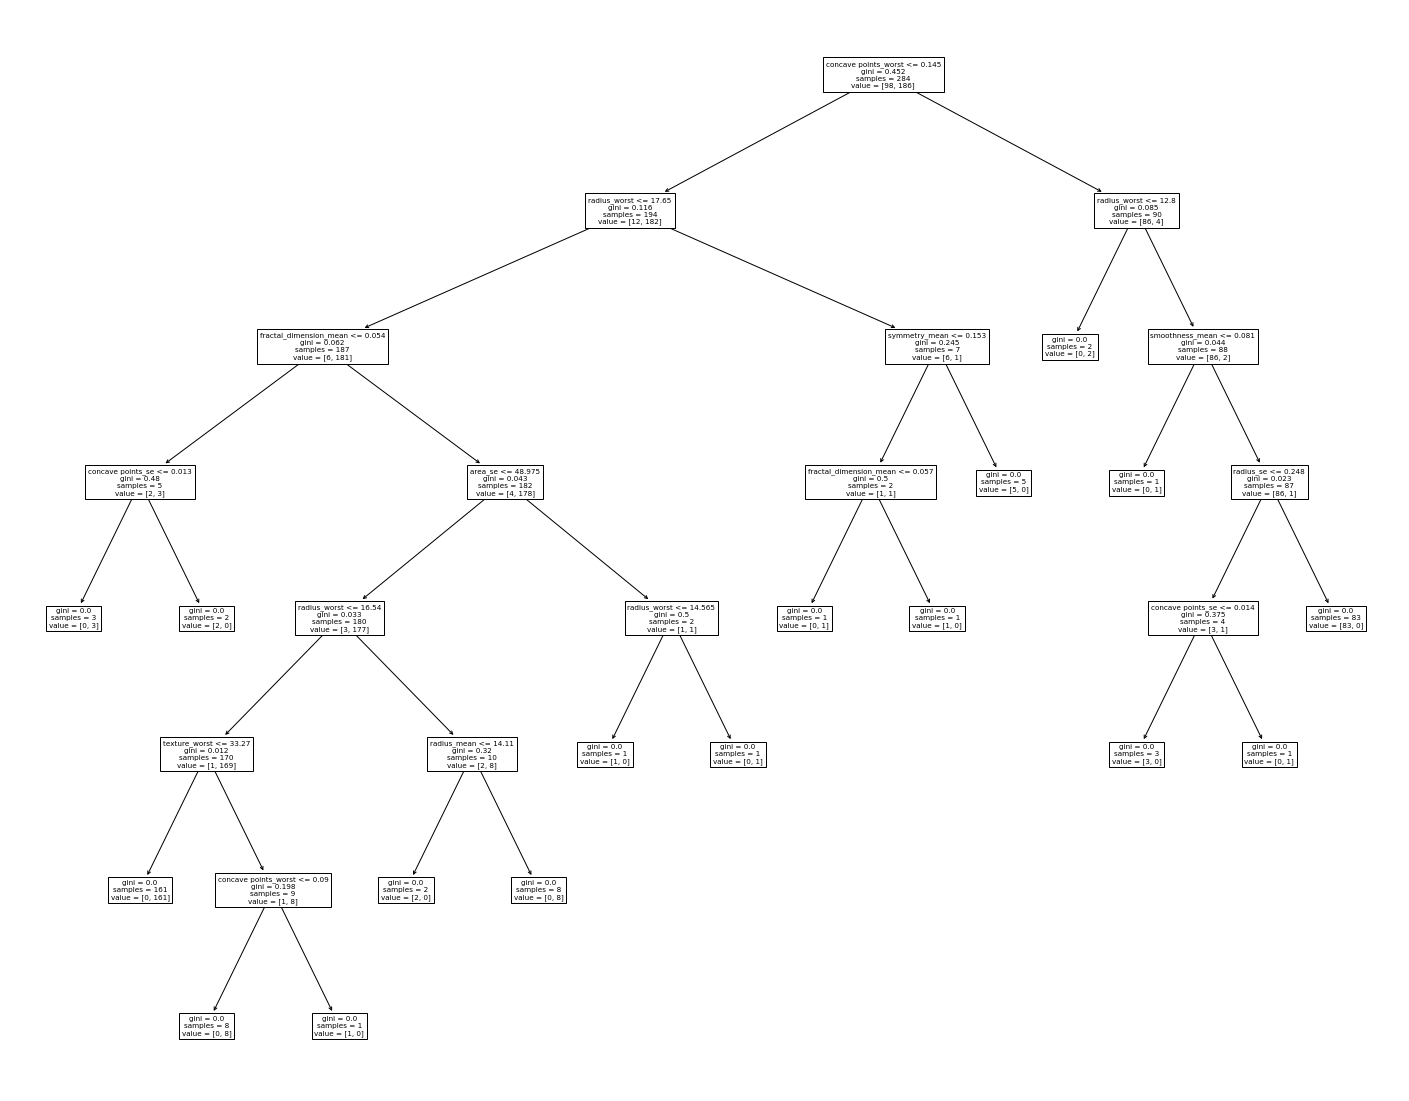 concave points_worst <= 0.145
gini = 0.452
samples = 284
value = [98, 186]
radius_worst <= 17.65
gini = 0.116
samples = 194
value = [12, 182]
radius_worst <= 12.8
gini = 0.085
samples = 90
value = [86, 4]
fractal_dimension_mean <= 0.054
gini = 0.062
samples = 187
value = [6, 181]
symmetry_mean <= 0.153
gini = 0.245
samples = 7
value = [6, 1]
gini = 0.0
samples = 2
value = [0, 2]
smoothness_mean <= 0.081
gini = 0.044
samples = 88
value = [86, 2]
concave points_se <= 0.013
gini = 0.48
samples = 5
value = [2, 3]
area_se <= 48.975
gini = 0.043
samples = 182
value = [4, 178]
fractal_dimension_mean <= 0.057
gini = 0.5
samples = 2
value = [1, 1]
gini = 0.0
samples = 5
value = [5, 0]
gini = 0.0
samples = 1
value = [0, 1]
radius_se <= 0.248
gini = 0.023
samples = 87
value = [86, 1]
gini = 0.0
samples = 3
value = [0, 3]
gini = 0.0
samples = 2
value = [2, 0]
radius_worst <= 16.54
gini = 0.033
samples = 180
value = [3, 177]
radius_worst <= 14.565
gini = 0.5
samples = 2
value = [1, 1]
gini = 0.0
samples = 1
value = [0, 1]
gini = 0.0
samples = 1
value = [1, 0]
concave points_se <= 0.014
gini = 0.375
samples = 4
value = [3, 1]
gini = 0.0
samples = 83
value = [83, 0]
texture_worst <= 33.27
gini = 0.012
samples = 170
value = [1, 169]
radius_mean <= 14.11
gini = 0.32
samples = 10
value = [2, 8]
gini = 0.0
samples = 1
value = [1, 0]
gini = 0.0
samples = 1
value = [0, 1]
gini = 0.0
samples = 3
value = [3, 0]
gini = 0.0
samples = 1
value = [0, 1]
gini = 0.0
samples = 161
value = [0, 161]
concave points_worst <= 0.09
gini = 0.198
samples = 9
value = [1, 8]
gini = 0.0
samples = 2
value = [2, 0]
gini = 0.0
samples = 8
value = [0, 8]
gini = 0.0
samples = 8
value = [0, 8]
gini = 0.0
samples = 1
value = [1, 0]